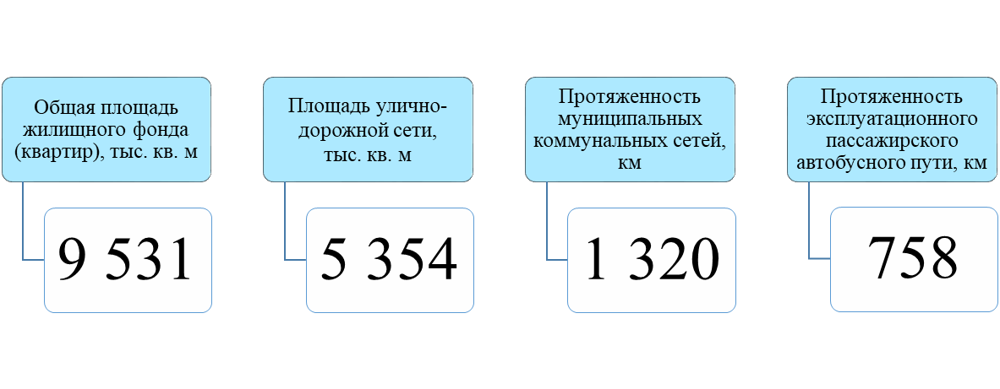 Общая площадь
жилищного фонда
(квартир), тыс. кв. м
9 531
Площадь улично-
дорожной сети,
тыс. кв. м
5 354
Протяженность
муниципальных
коммунальных сетей,
км
1 320
Протяженность
эксплуатационного
пассажирского
автобусного пути, км
758